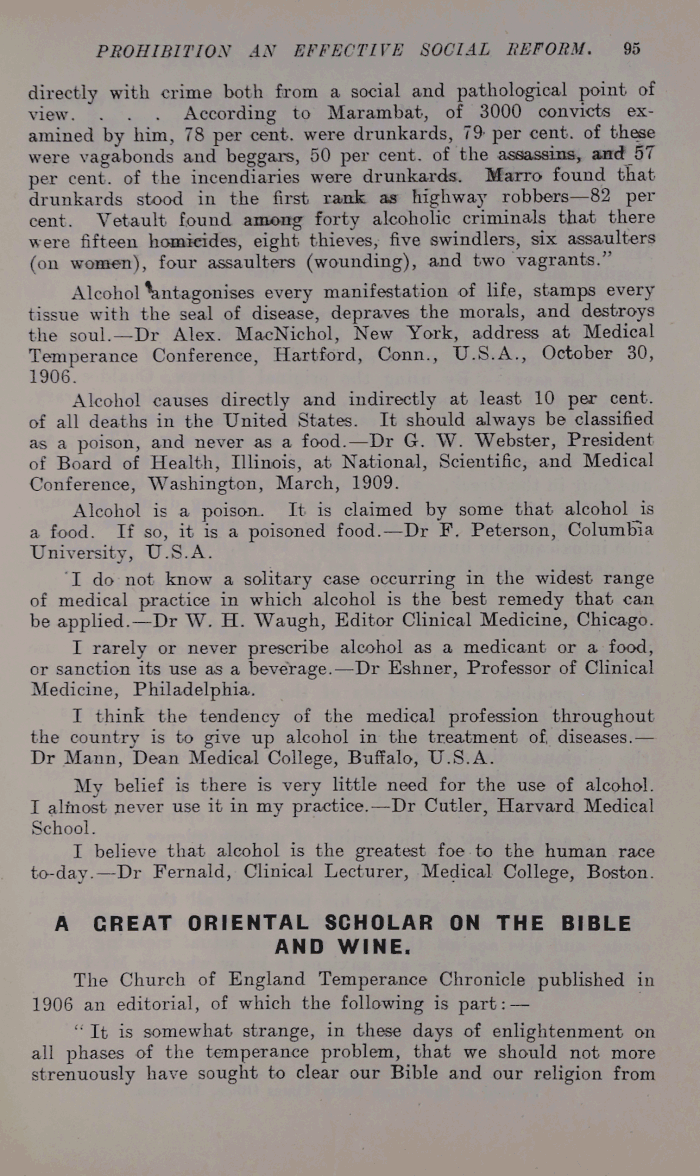 PROHIBITION AN EFFECTIVE SOCIAL REFORM. 95
directly with crime both from a social and pathological point of
view. . . . According to Marambat, of 3000 convicts ex-
amined by him, 78 per cent. were drunkards, 79 per cent. of these
were vagabonds and beggars, 50 per cent. of the assassins, and 57
per cent. of the incendiaries were drunkards. Marro found that
drunkards stood in the first rank as highway robbers—82 per
cent. Vetault found among forty alcoholic criminals that there
were fifteen homicides, eight thieves, five swindlers, six assaulters
(on women), four assaulters (wounding), and two vagrants.”
Alcohol antagonises every manifestation of life, stamps every
tissue with the seal of disease, depraves the morals, and destroys
the soul.—Dr Alex. MacNichol, New York, address at Medical
Temperance Conference, Hartford, Conn., U.S.A., October 30,
1906.
Alcohol causes directly and indirectly at least 10 per cent.
of all deaths in the United States. It should always be classified
as a poison, and never as a food.—Dr G. W. Webster, President
of Board of Health, Illinois, at National, Scientific, and Medical
Conference, Washington, March, 1909.
Alcohol is a poison. It is claimed by some that alcohol is
a food. If so, it is a poisoned food.—Dr F. Peterson, Columbia
University, U.S.A.
I do not know a solitary case occurring in the widest range
of medical practice in which alcohol is the best remedy that can
be applied.—Dr W. H. Waugh, Editor Clinical Medicine, Chicago.
I rarely or never prescribe alcohol as a medicant or a food,
or sanction its use as a beverage.—Dr Eshner, Professor of Clinical
Medicine, Philadelphia.
I think the tendency of the medical profession throughout
the country is to give up alcohol in the treatment of diseases.—
Dr Mann, Dean Medical College, Buffalo, U.S.A.
My belief is there is very little need for the use of alcohol.
I almost never use it in my practice.—Dr Cutler, Harvard Medical
School.
I believe that alcohol is the greatest foe to the human race
to-day.—Dr Fernald, Clinical Lecturer, Medical College, Boston.
A GREAT ORIENTAL SCHOLAR ON THE BIBLE
AND WINE.
The Church of England Temperance Chronicle published in
1906 an editorial, of which the following is part:—
“It is somewhat strange, in these days of enlightenment on
all phases of the temperance problem, that we should not more
strenuously have sought to clear our Bible and our religion from